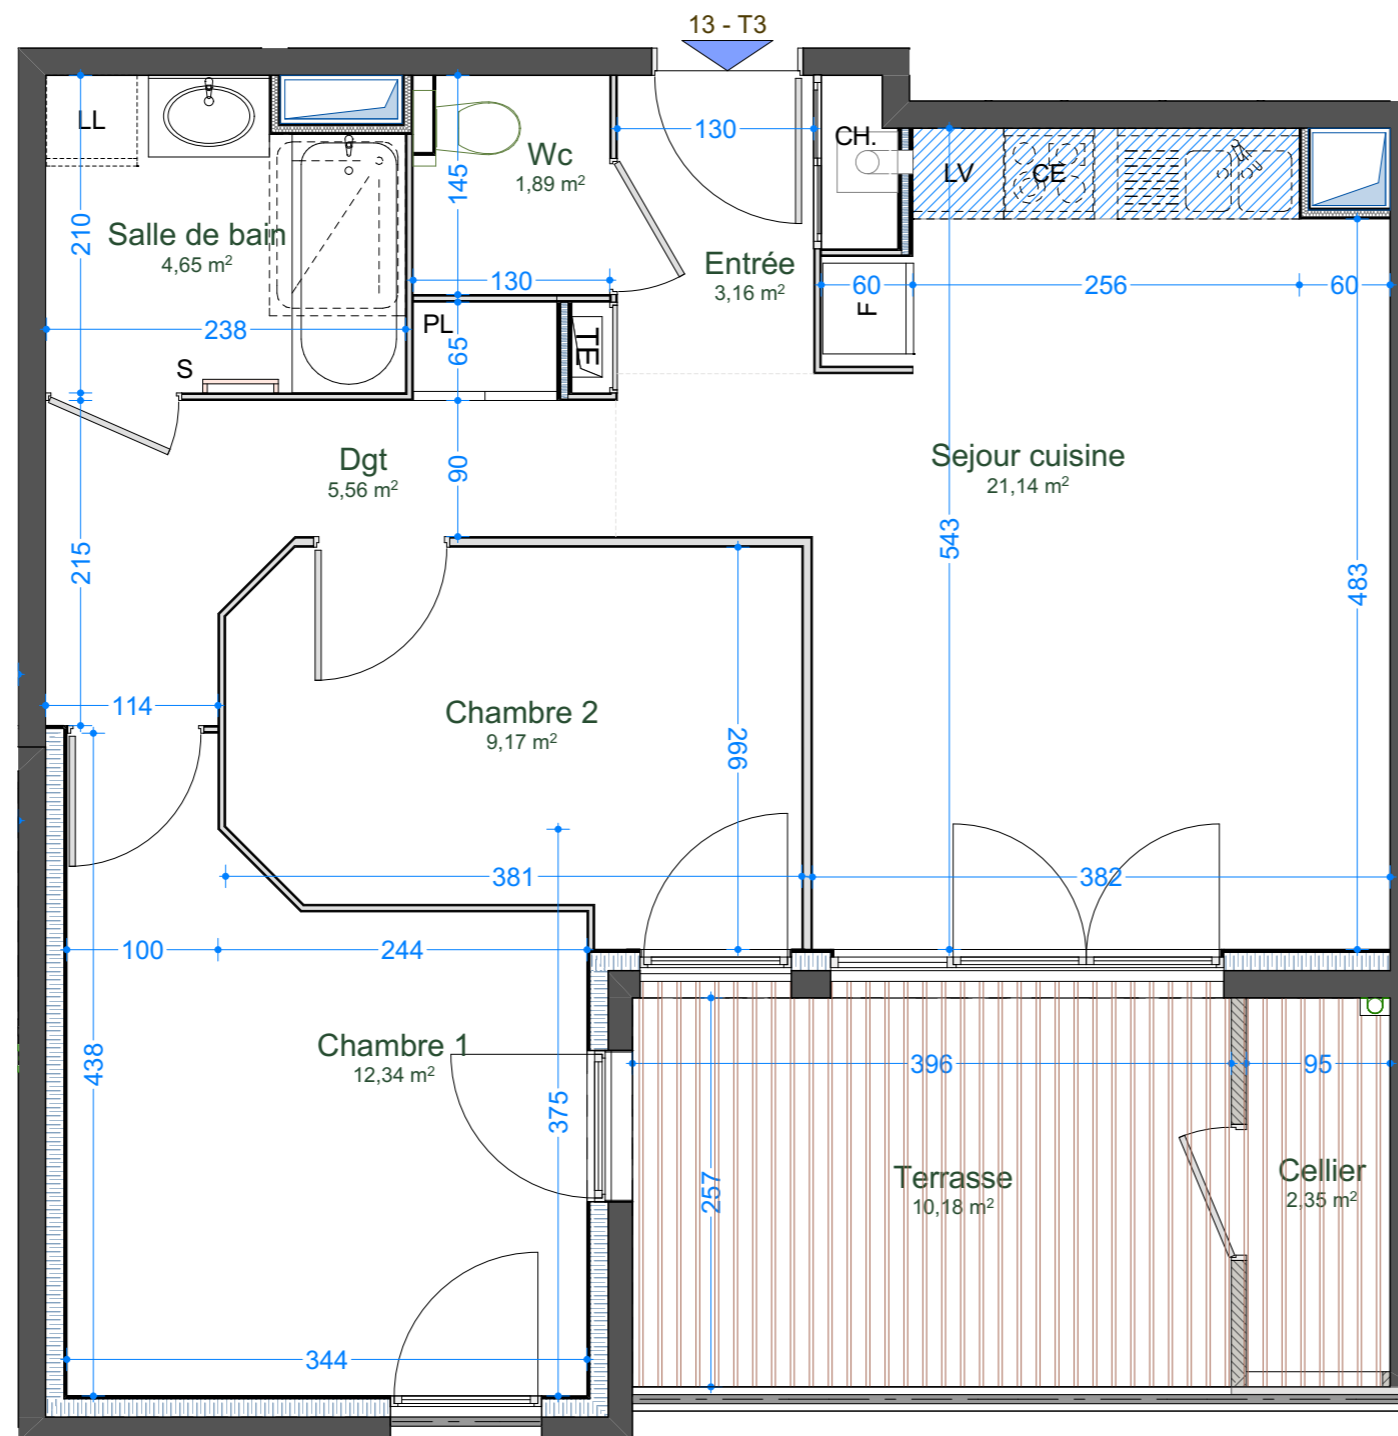 13 - T3
LL
Wc
1,89 m²
130
CH.
LV
CE
145
210
Salle de bain
4,65 m²
Entrée
3,16 m²
130
60
256
60
F
238
PL
65
TE
S
Dgt
5,56 m²
90
Sejour cuisine
21,14 m²
543
483
215
114
Chambre 2
9,17 m²
266
381
382
100
244
Chambre 1
12,34 m²
438
375
396
95
257
Terrasse
10,18 m²
Cellier
2,35 m²
344